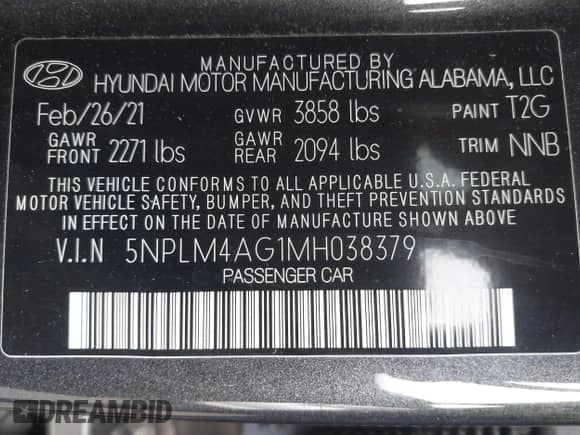 MANUFACTURED BY
HYUNDAI MOTOR MANUFACTURING ALABAMA, LLC
Feb/26/21 GVWR 3858 lbs PAINT T2G
GAWR FRONT 2271 lbs GAWR REAR 2094 lbs TRIM NNB
THIS VEHICLE CONFORMS TO ALL APPLICABLE U.S.A. FEDERAL
MOTOR VEHICLE SAFETY, BUMPER, AND THEFT PREVENTION STANDARDS
IN EFFECT ON THE DATE OF MANUFACTURE SHOWN ABOVE.
V.I.N 5NPLM4AG1MH038379
PASSENGER CAR
DREAMBID